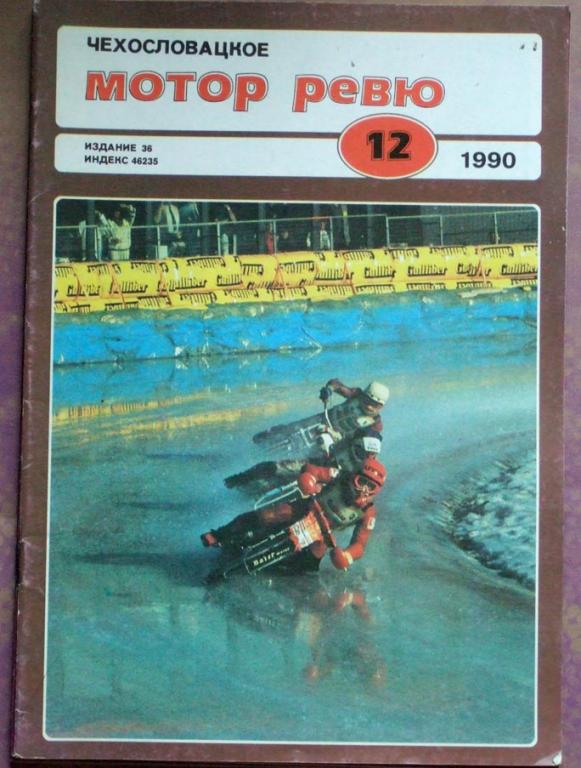 ЧЕХОСЛОВАЦКОЕ
МОТОР РЕВЮ
ИЗДАНИЕ 36
ИНДЕКС 46235
12
1990